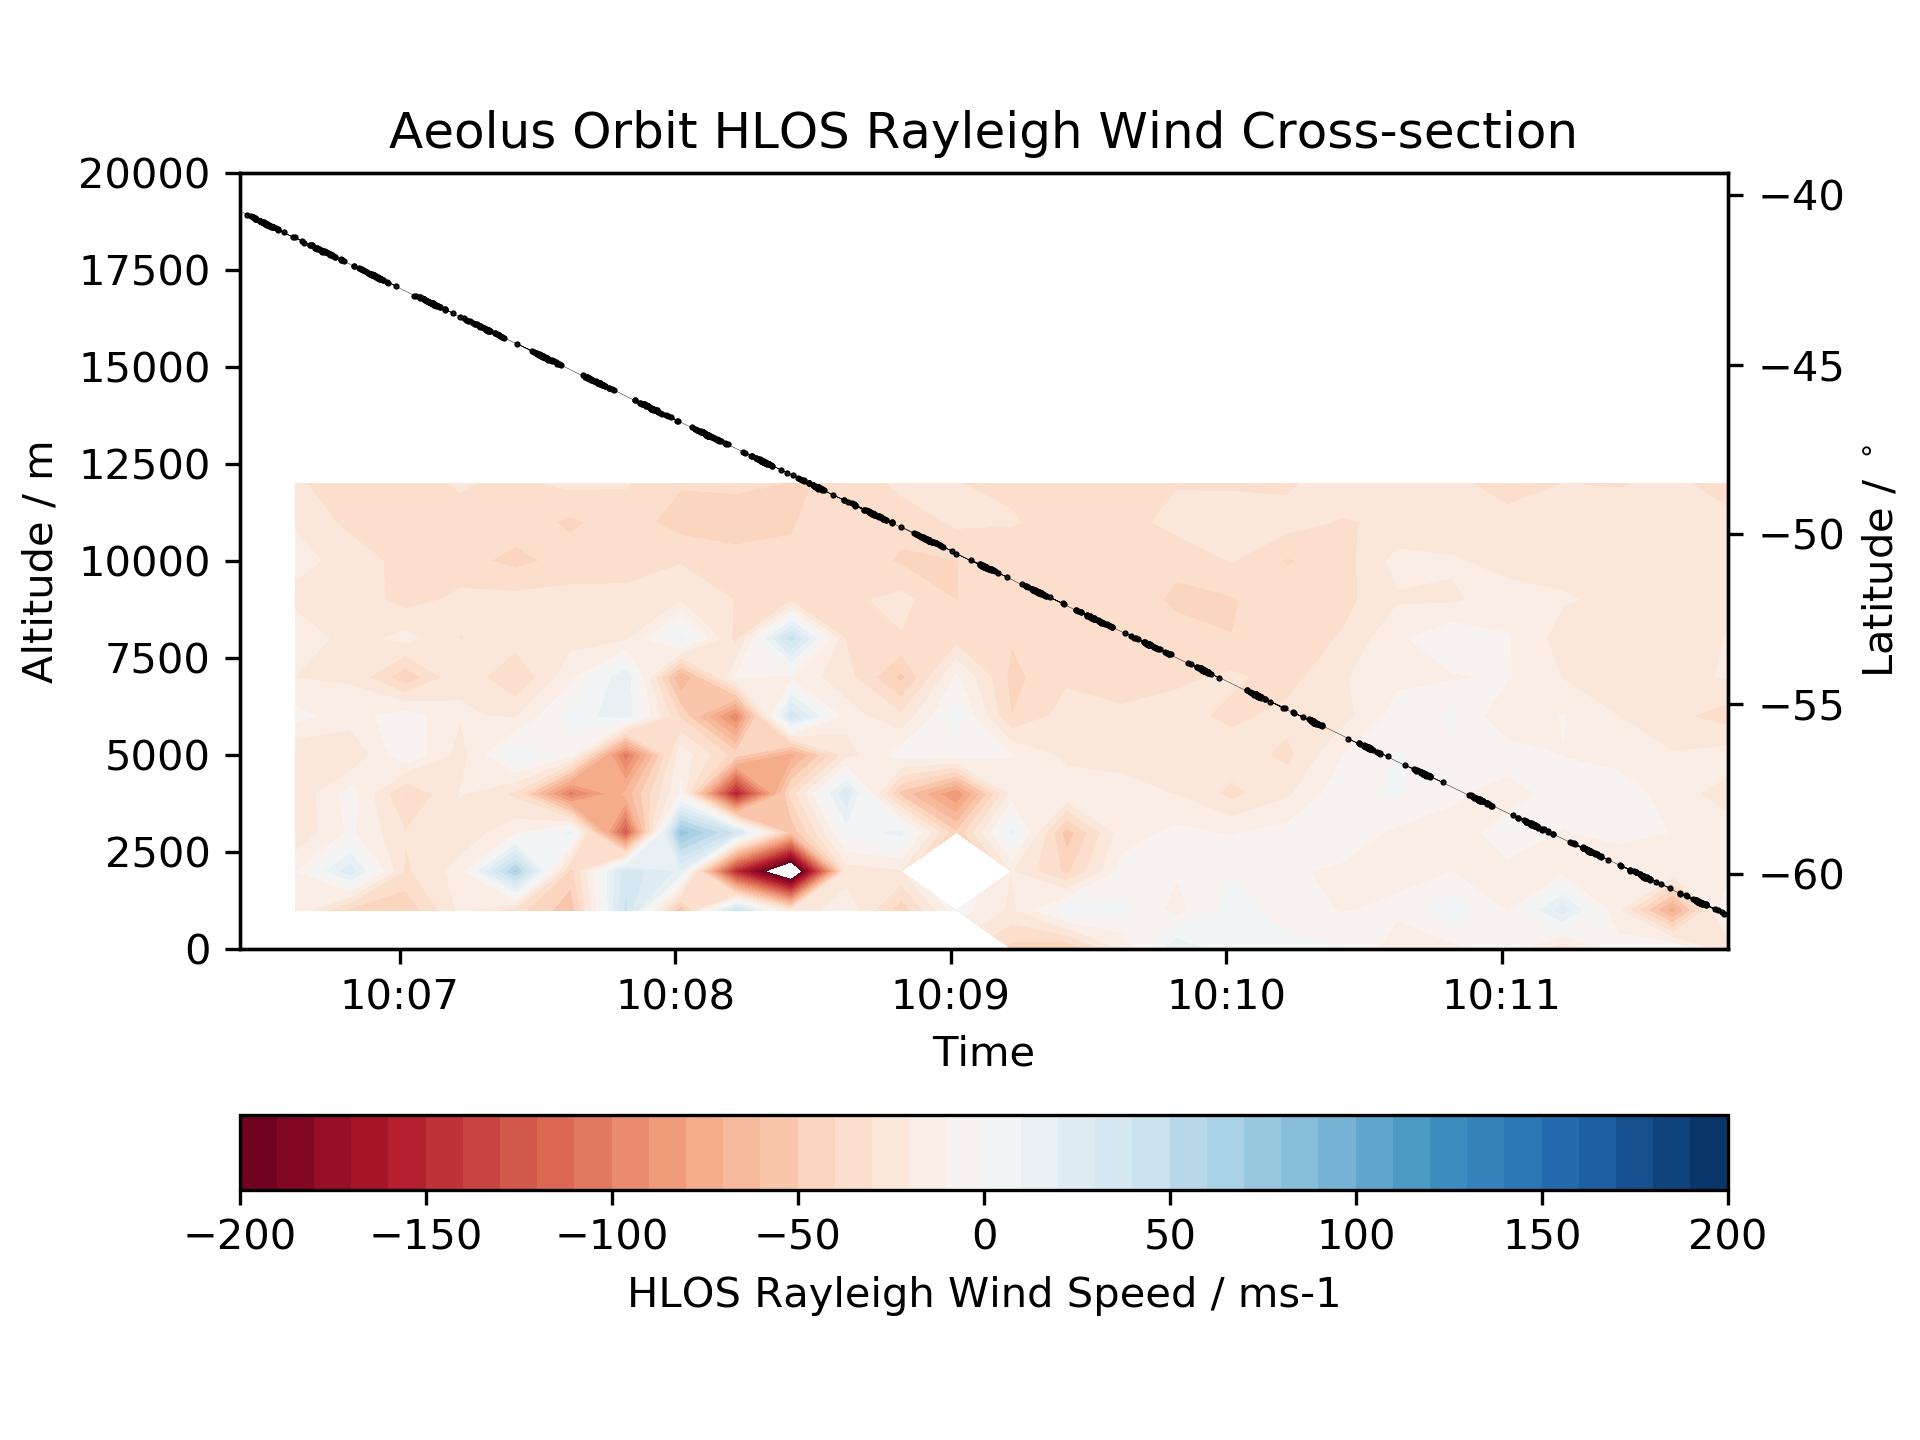 Aeolus Orbit HLOS Rayleigh Wind Cross-section
20000
17500
15000
12500
10000
7500
5000
2500
0
Altitude / m
−40
−45
−50
−55
−60
Latitude / °
10:07 10:08 10:09 10:10 10:11
Time
−200 −150 −100 −50 0 50 100 150 200
HLOS Rayleigh Wind Speed / ms-1